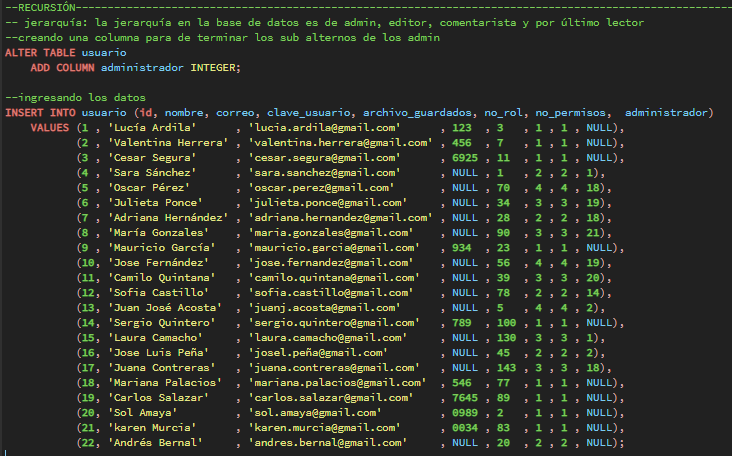 --RECURSIÓN------------------------------------------------------------------------------------------------
-- jerarquía: la jerarquía en la base de datos es de admin, editor, comentarista y por último lector
--creando una columna para de terminar los sub alternos de los admin
ALTER TABLE usuario
    ADD COLUMN administrador INTEGER;
--ingresando los datos
INSERT INTO usuario (id, nombre, correo, clave_usuario, archivo_guardados, no_rol, no_permisos,  administrador)
    VALUES (1 , 'Lucía Ardila'      , 'lucia.ardila@gmail.com'      , 123  , 3   , 1 , 1 , NULL),
           (2 , 'Valentina Herrera' , 'valentina.herrera@gmail.com' , 456  , 7   , 1 , 1 , NULL),
           (3 , 'Cesar Segura'      , 'cesar.segura@gmail.com'      , 6925 , 11  , 1 , 1 , NULL),
           (4 , 'Sara Sánchez'      , 'sara.sanchez@gmail.com'      , NULL , 1   , 2 , 2 , 1),
           (5 , 'Oscar Pérez'       , 'oscar.perez@gmail.com'       , NULL , 70  , 4 , 4 , 18),
           (6 , 'Julieta Ponce'     , 'julieta.ponce@gmail.com'     , NULL , 34  , 3 , 3 , 19),
           (7 , 'Adriana Hernández' , 'adriana.hernandez@gmail.com' , NULL , 28  , 2 , 2 , 18),
           (8 , 'María Gonzales'    , 'maria.gonzales@gmail.com'    , NULL , 90  , 3 , 3 , 21),
           (9 , 'Mauricio García'   , 'mauricio.garcia@gmail.com'   , 934  , 23  , 1 , 1 , NULL),
           (10, 'Jose Fernández'    , 'jose.fernandez@gmail.com'    , NULL , 56  , 4 , 4 , 19),
           (11, 'Camilo Quintana'   , 'camilo.quintana@gmail.com'   , NULL , 39  , 3 , 3 , 20),
           (12, 'Sofia Castillo'    , 'sofia.castillo@gmail.com'    , NULL , 78  , 2 , 2 , 14),
           (13, 'Juan José Acosta'  , 'juanj.acosta@gmail.com'      , NULL , 5   , 4 , 4 , 2),
           (14, 'Sergio Quintero'   , 'sergio.quintero@gmail.com'   , 789  , 100 , 1 , 1 , NULL),
           (15, 'Laura Camacho'     , 'laura.camacho@gmail.com'     , NULL , 130 , 3 , 3 , 1),
           (16, 'Jose Luis Peña'    , 'josel.peña@gmail.com'        , NULL , 45  , 2 , 2 , 2),
           (17, 'Juana Contreras'   , 'juana.contreras@gmail.com'   , NULL , 143 , 3 , 3 , 18),
           (18, 'Mariana Palacios'  , 'mariana.palacios@gmail.com'  , 546  , 77  , 1 , 1 , NULL),
           (19, 'Carlos Salazar'    , 'carlos.salazar@gmail.com'    , 7645 , 89  , 1 , 1 , NULL),
           (20, 'Sol Amaya'         , 'sol.amaya@gmail.com'         , 0989 , 2   , 1 , 1 , NULL),
           (21, 'karen Murcia'      , 'karen.murcia@gmail.com'      , 0034 , 83  , 1 , 1 , NULL),
           (22, 'Andrés Bernal'     , 'andres.bernal@gmail.com'     , NULL , 20  , 2 , 2 , NULL);